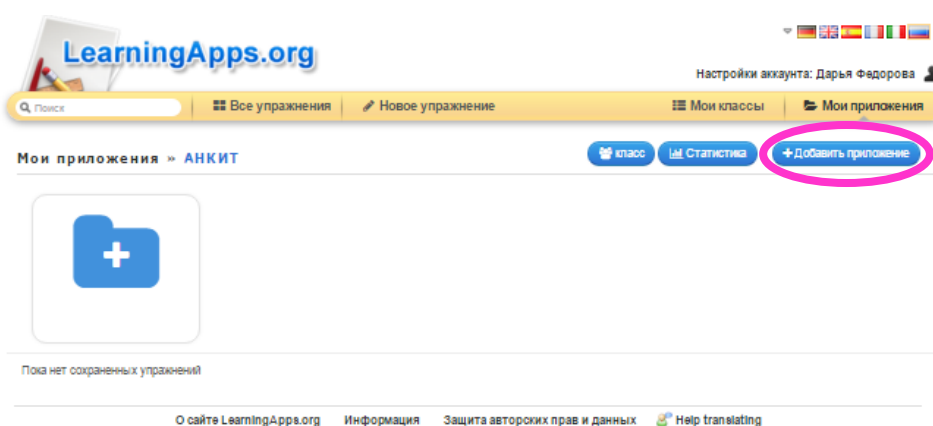 LearningApps.org
Настройки аккаунта: Дарья Федорова
Поиск
Все упражнения
Новое упражнение
Мои классы
Мои приложения
Мои приложения » АНКИТ
класс
Статистика
+Добавить приложение
Пока нет сохраненных упражнений
О сайте LearningApps.org Информация Защита авторских прав и данных Help translating